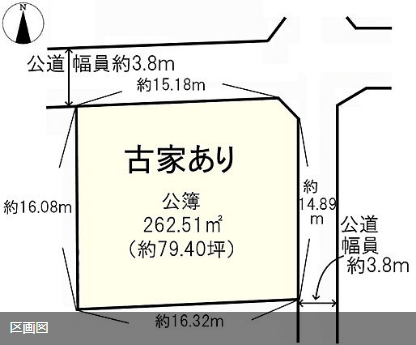 N
公道 幅員約3.8m
約15.18m
古家あり
約16.08m
公簿
262.51㎡
(約79.40坪)
約
14.89
m
公道
幅員
約3.8m
約16.32m
区画図